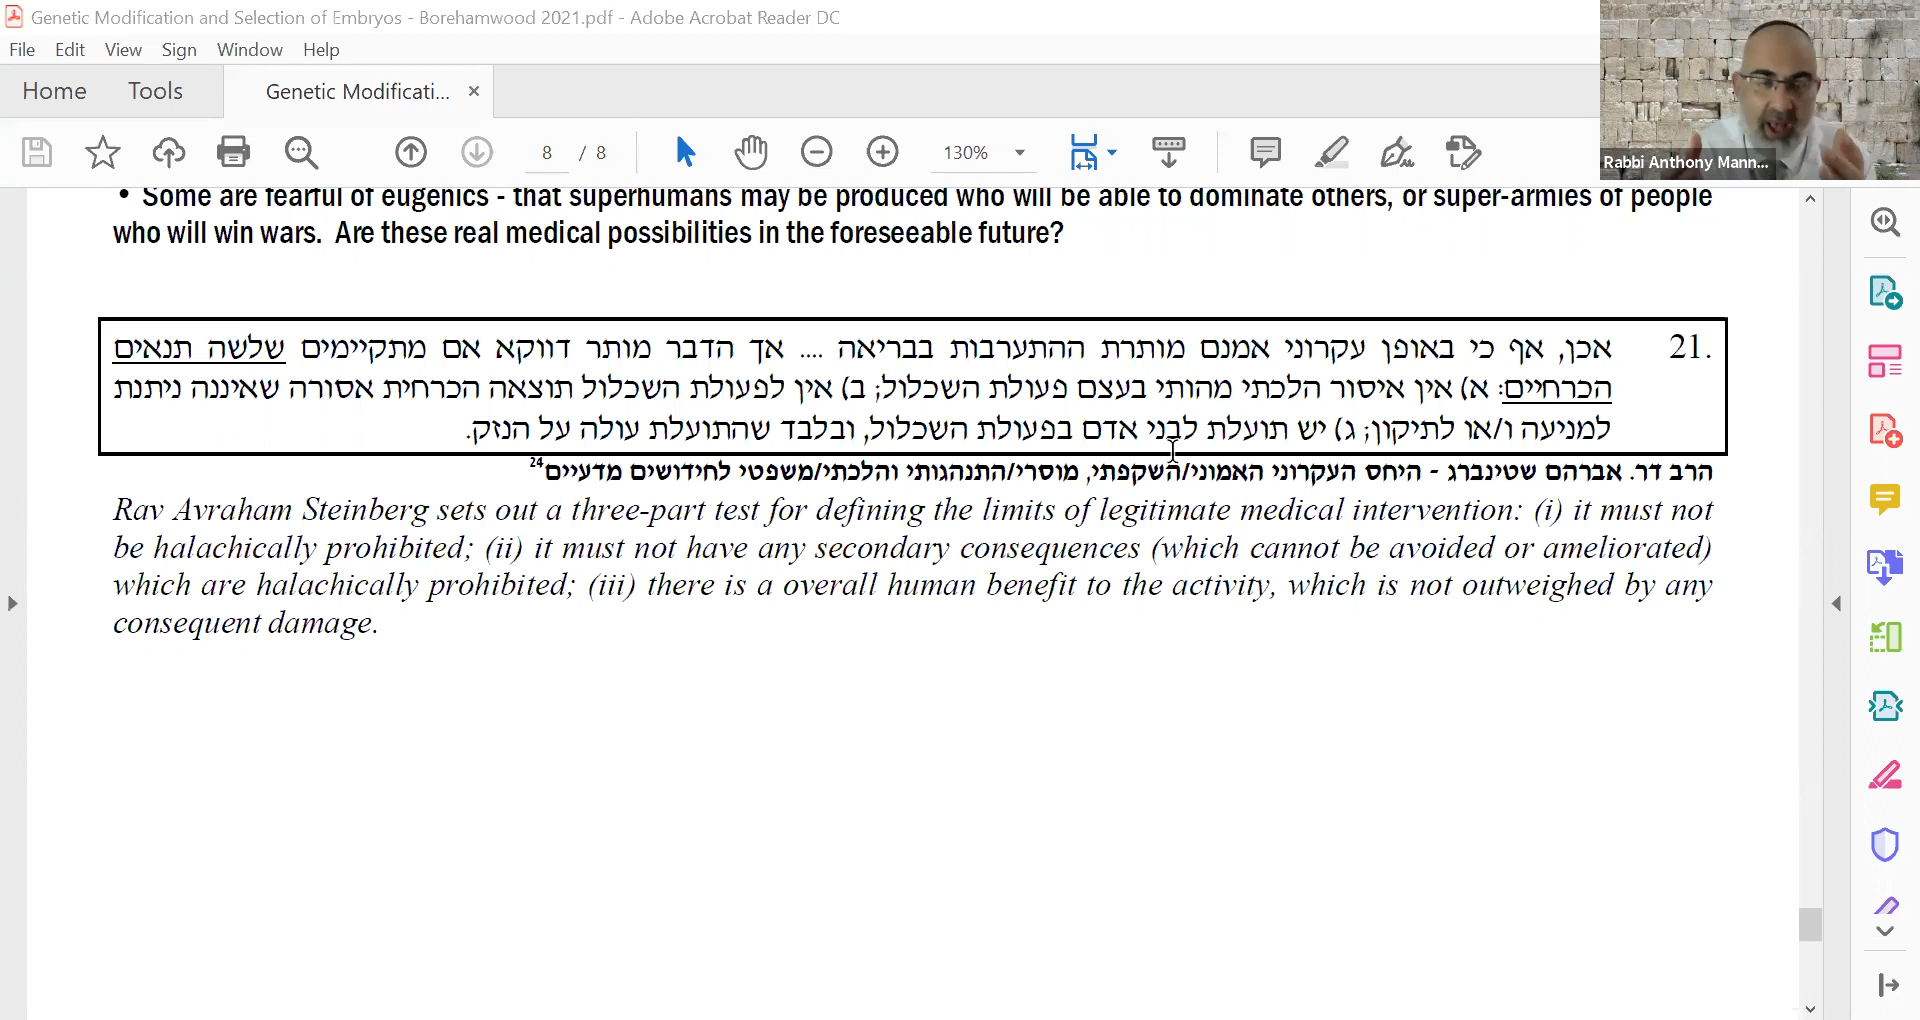 Genetic Modification and Selection of Embryos - Borehamwood 2021.pdf - Adobe Acrobat Reader DC
File Edit View Sign Window Help
Home Tools Genetic Modificati... ×
8 / 8 130%
Rabbi Anthony Mann...
• Some are fearful of eugenics - that superhumans may be produced who will be able to dominate others, or super-armies of people
who will win wars. Are these real medical possibilities in the foreseeable future?
21. אכן, אף כי באופן עקרוני אמנם מותרת ההתערבות בבריאה .... אך הדבר מותר דווקא אם מתקיימים שלשה תנאים
הכרחיים: א) אין איסור הלכתי מהותי בעצם פעולת השכלול; ב) אין לפעולת השכלול תוצאה הכרחית אסורה שאיננה ניתנת
למניעה ו/או לתיקון; ג) יש תועלת לבני אדם בפעולת השכלול, ובלבד שהתועלת עולה על הנזק.
הרב דר. אברהם שטינברג - היחס העקרוני האמוני/השקפתי, מוסרי/התנהגותי והלכתי/משפטי לחידושים מדעיים24
Rav Avraham Steinberg sets out a three-part test for defining the limits of legitimate medical intervention: (i) it must not
be halachically prohibited; (ii) it must not have any secondary consequences (which cannot be avoided or ameliorated)
which are halachically prohibited; (iii) there is a overall human benefit to the activity, which is not outweighed by any
consequent damage.